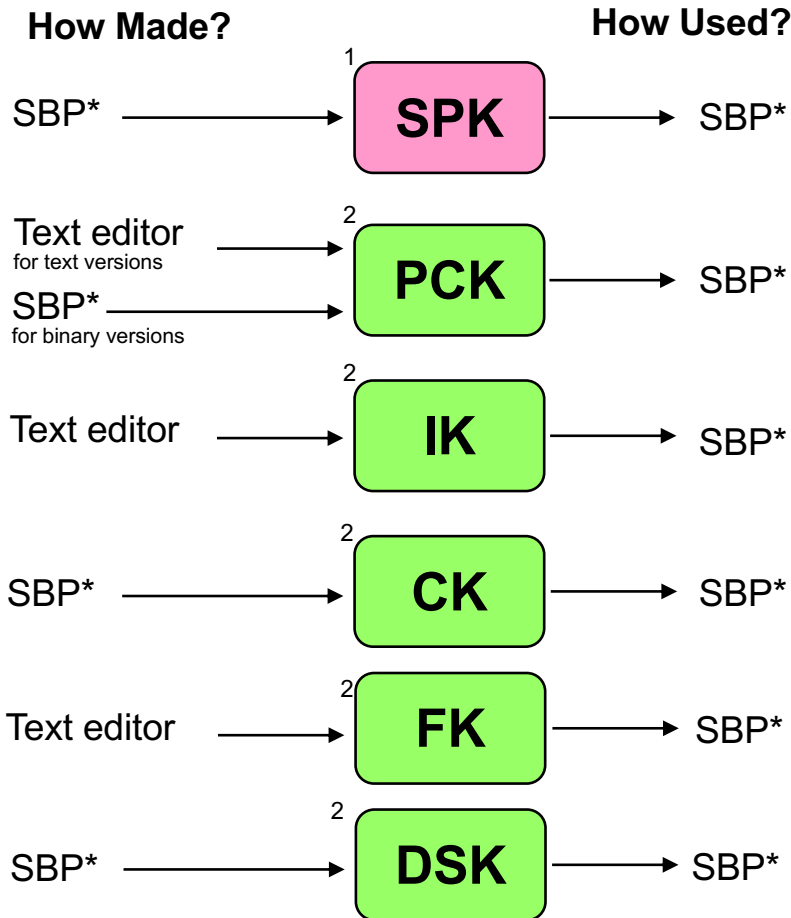 How Made?
How Used?
1
SBP*
SPK
SBP*
2
Text editor
for text versions
PCK
SBP*
SBP*
for binary versions
2
Text editor
IK
SBP*
2
SBP*
CK
SBP*
2
Text editor
FK
SBP*
2
SBP*
DSK
SBP*